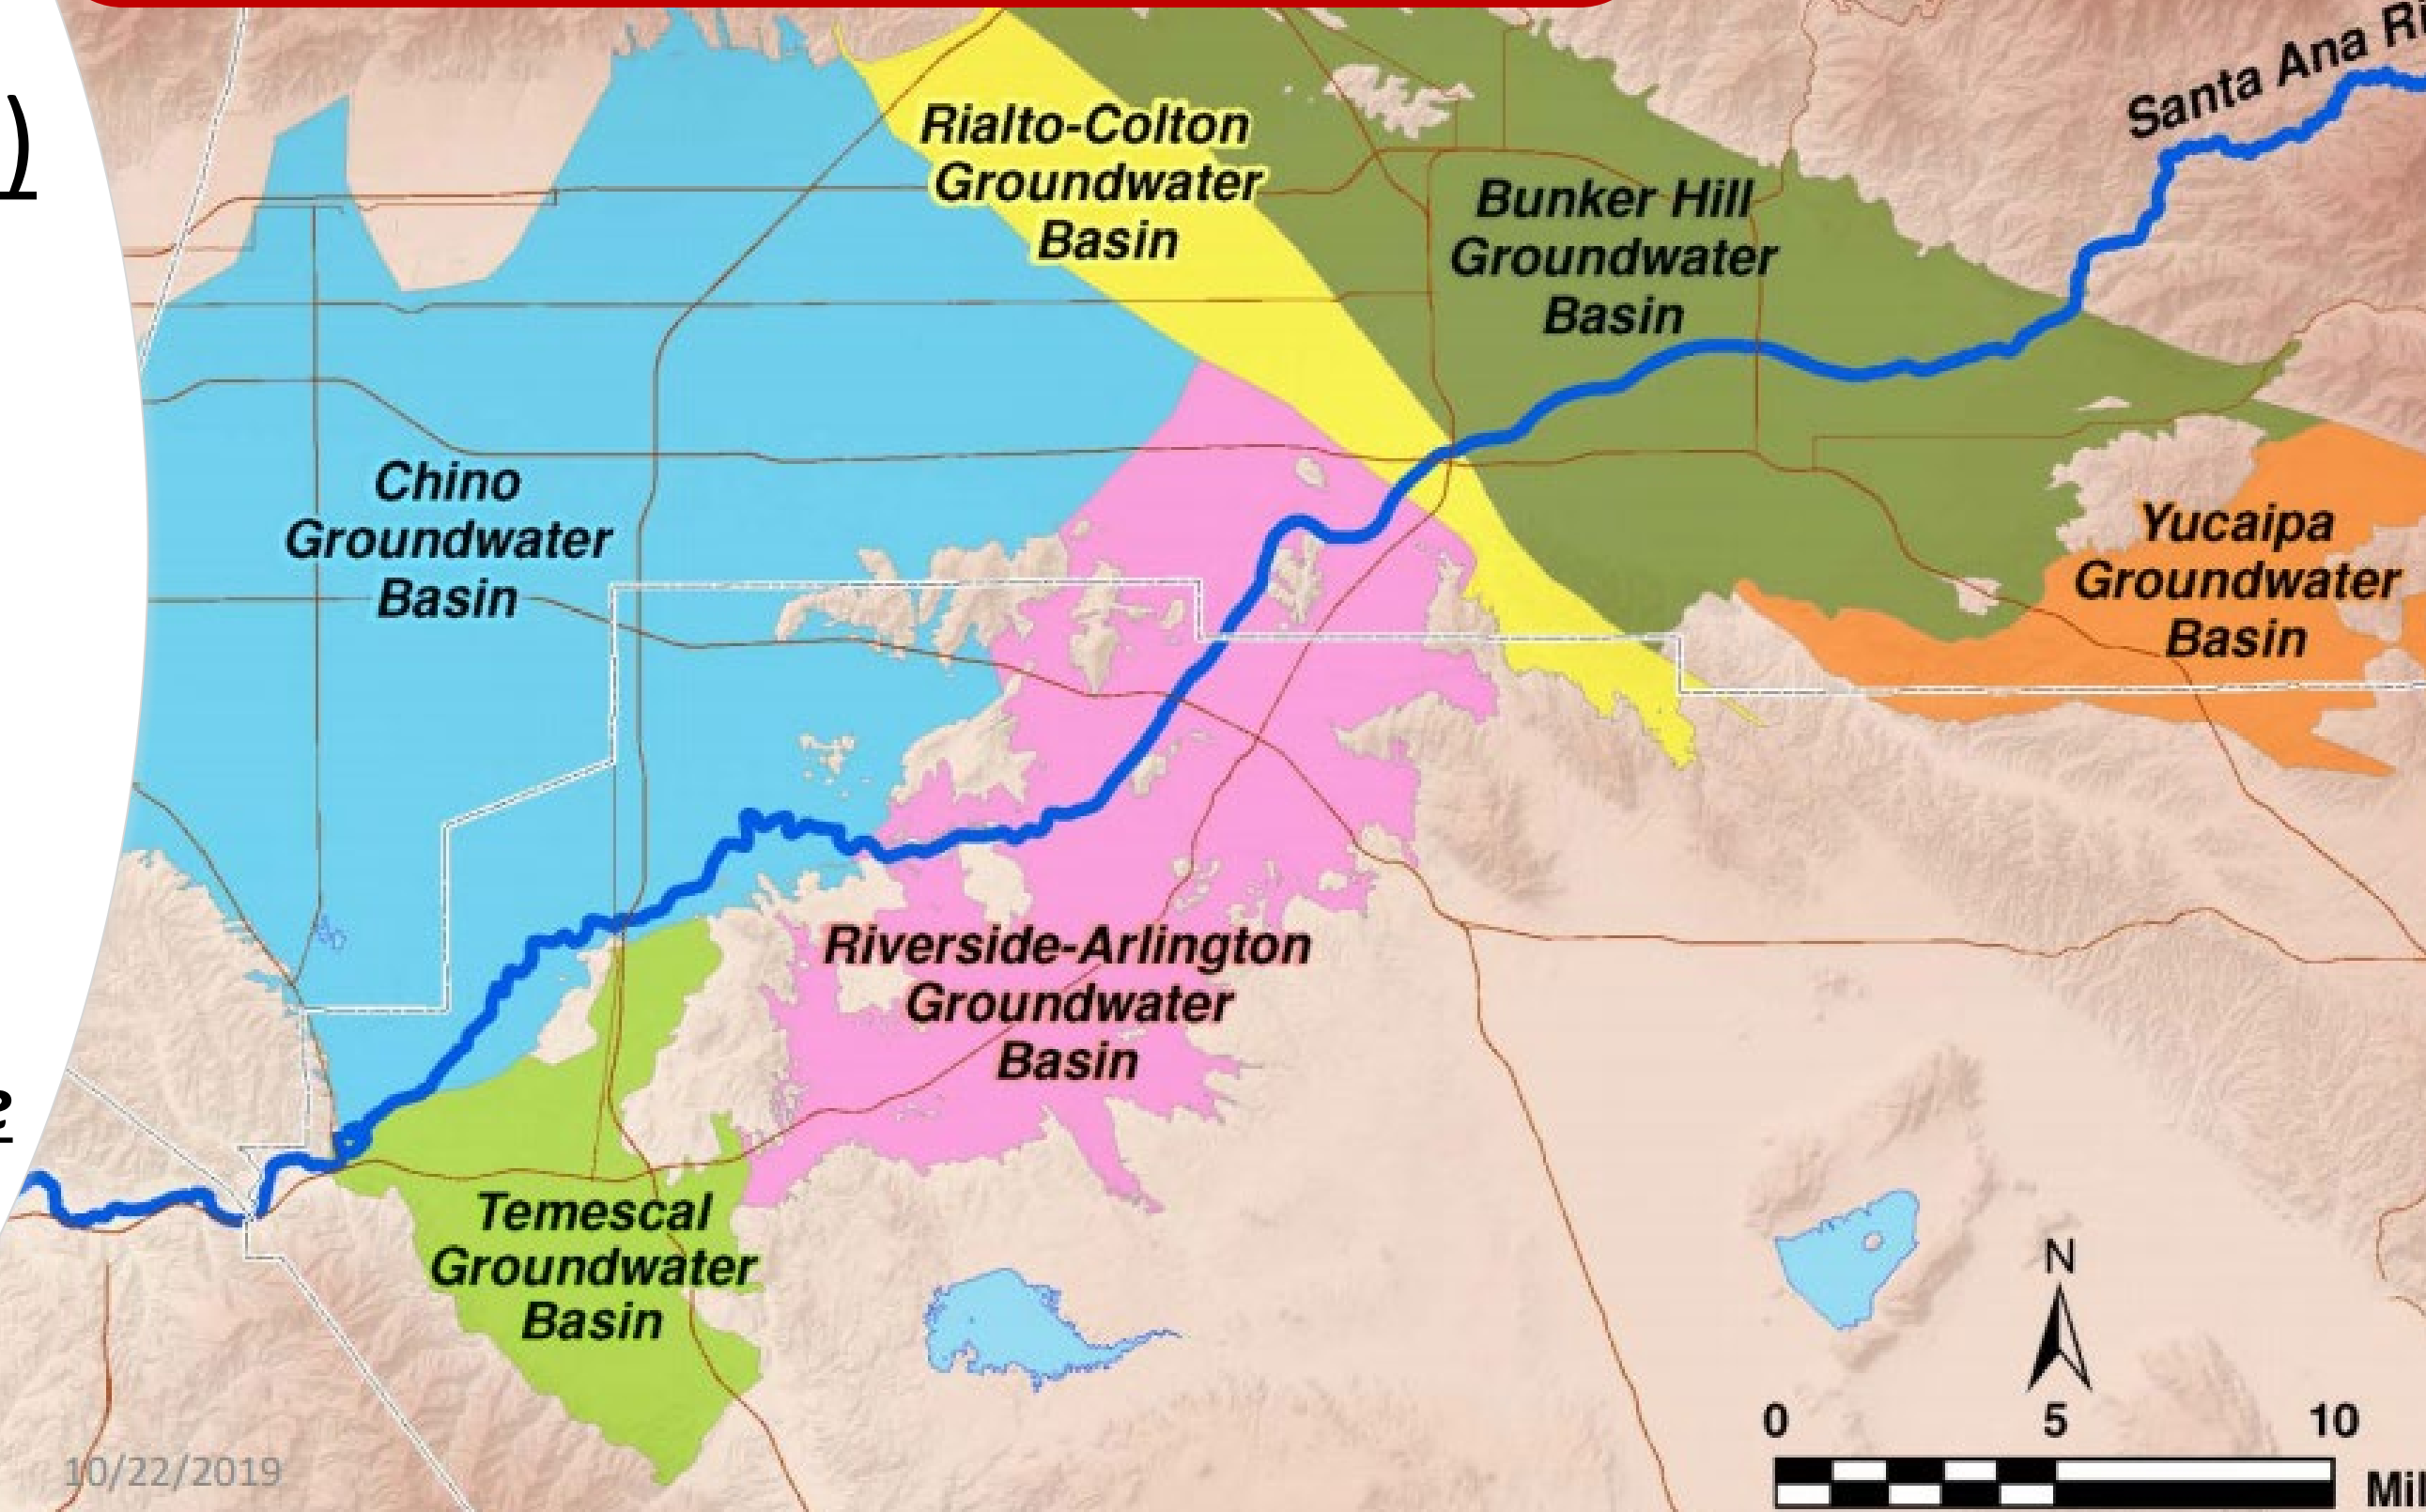 )
Santa Ana Ri
Rialto-Colton
Groundwater
Basin
Bunker Hill
Groundwater
Basin
Chino
Groundwater
Basin
Yucaipa
Groundwater
Basin
Riverside-Arlington
Groundwater
Basin
e
Temescal
Groundwater
Basin
N
0 5 10
Mil
10/22/2019